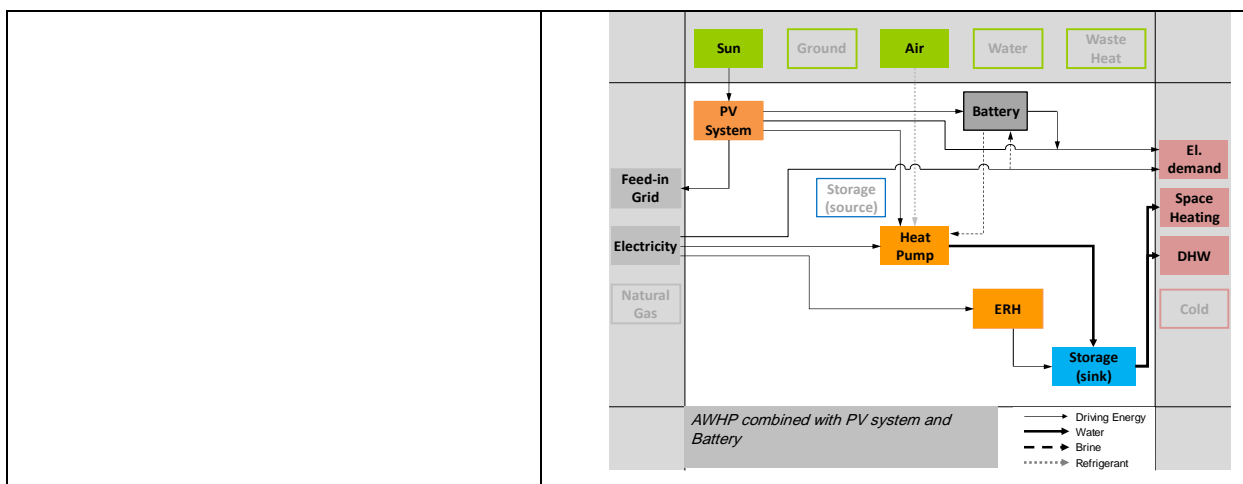 Sun
Ground
Air
Water
Waste
Heat
PV
System
Battery
El.
demand
Feed-in
Grid
Storage
(source)
Space
Heating
Electricity
Heat
Pump
DHW
Natural
Gas
ERH
Cold
Storage
(sink)
AWHP combined with PV system and
Battery
Driving Energy
Water
Brine
Refrigerant